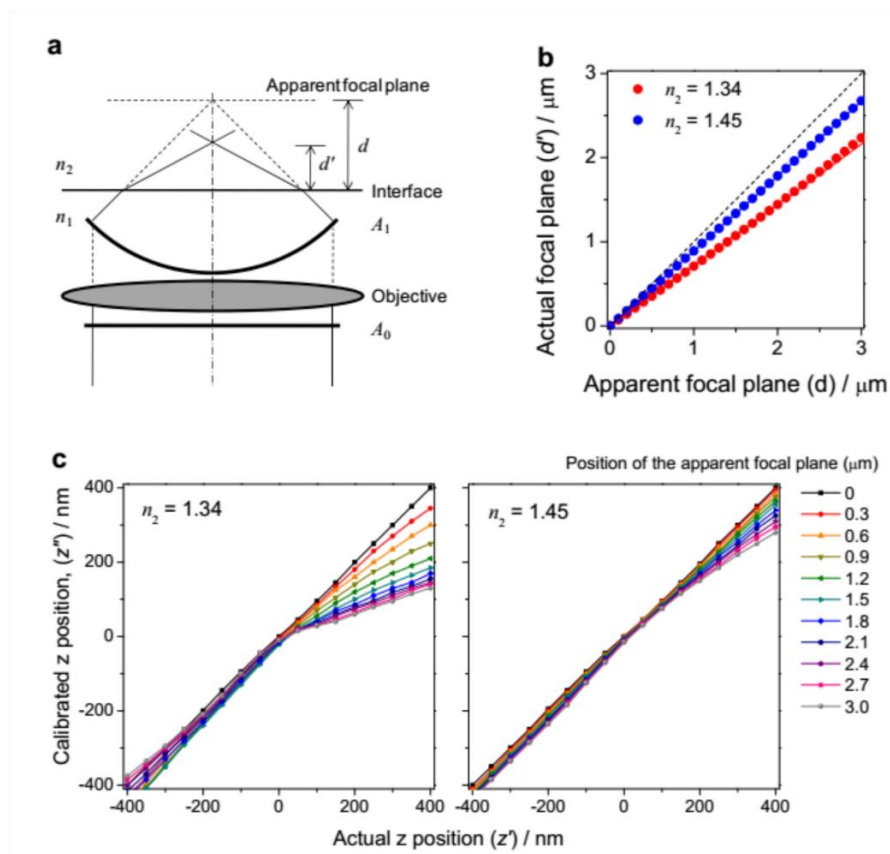 a
Apparent focal plane
d
d'
n₂
Interface
n₁
A₁
Objective
A₀
b
n₂ = 1.34
n₂ = 1.45
Actual focal plane (d') / μm
3
2
1
0
0 1 2 3
Apparent focal plane (d) / μm
c
Position of the apparent focal plane (μm)
n₂ = 1.34
n₂ = 1.45
Calibrated z position, (z") / nm
400
200
0
-200
-400
-400 -200 0 200 400
-400 -200 0 200 400
Actual z position (z') / nm
0
0.3
0.6
0.9
1.2
1.5
1.8
2.1
2.4
2.7
3.0